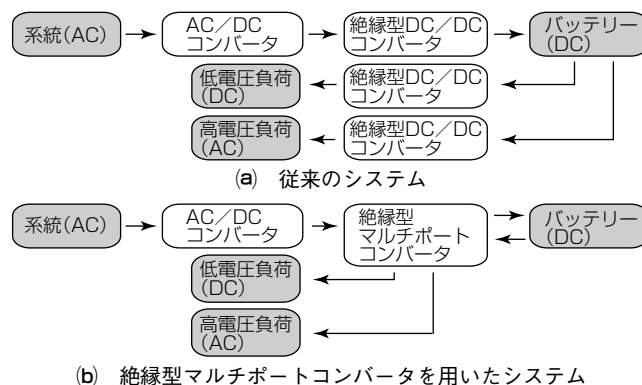 系統(AC)
AC／DC
コンバータ
絶縁型DC／DC
コンバータ
バッテリー
(DC)
低電圧負荷
(DC)
絶縁型DC／DC
コンバータ
高電圧負荷
(AC)
絶縁型DC／DC
コンバータ
(a) 従来のシステム
系統(AC)
AC／DC
コンバータ
絶縁型
マルチポート
コンバータ
バッテリー
(DC)
低電圧負荷
(DC)
高電圧負荷
(AC)
(b) 絶縁型マルチポートコンバータを用いたシステム